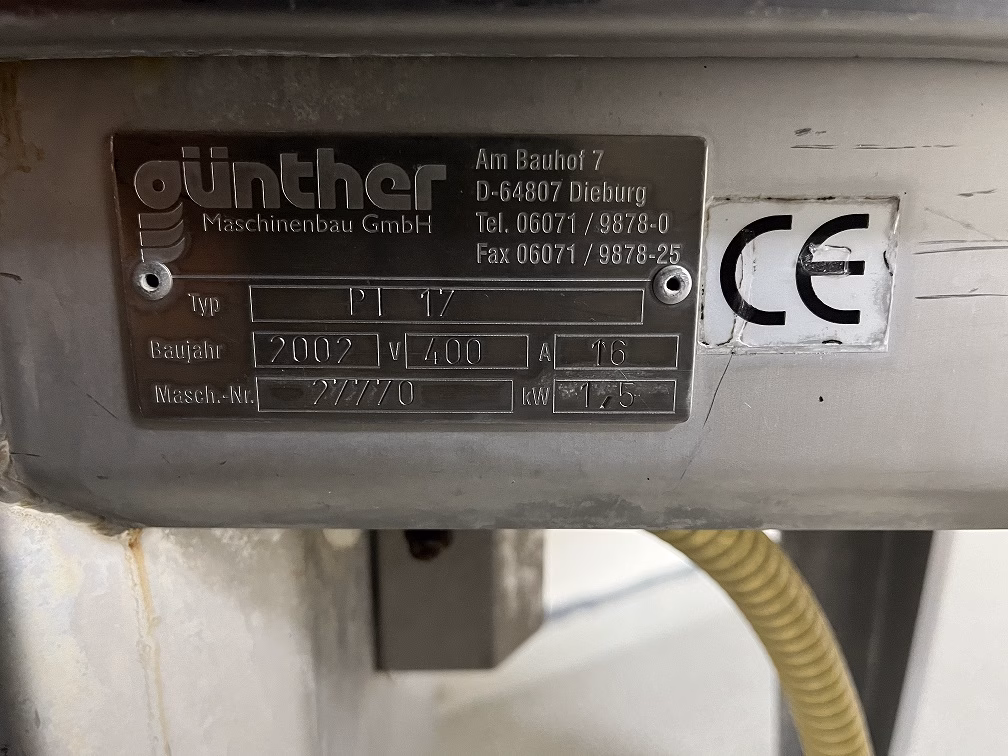 günther
Maschinenbau GmbH
Am Bauhof 7
D-64807 Dieburg
Tel. 06071 / 9878-0
Fax 06071 / 9878-25
CE
Typ PI 17
Baujahr 2002 V 400 A 16
Masch.-Nr. 27770 kW 1,5